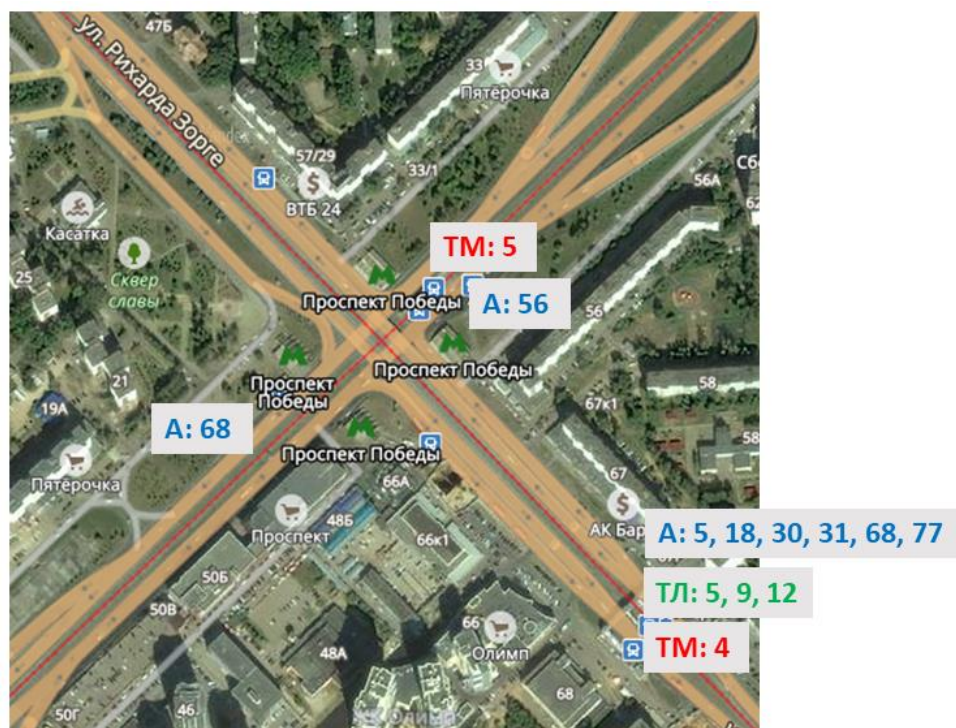 47Б
ул. Рихарда Зорге
33
Пятёрочка
57/29
33/1
ВТБ 24
56А
Сб
62
Касатка
25
Сквер
славы
ТМ: 5
А: 56
Проспект Победы
56
Проспект Победы
Проспект
Победы
21
19А
58
67к1
А: 68
Проспект Победы
58
Пятёрочка
66А
67
Проспект
48Б
66к1
АК Бар
А: 5, 18, 30, 31, 68, 77
50Б
ТЛ: 5, 9, 12
50В
66
Олимп
ТМ: 4
48А
68
46
50Г